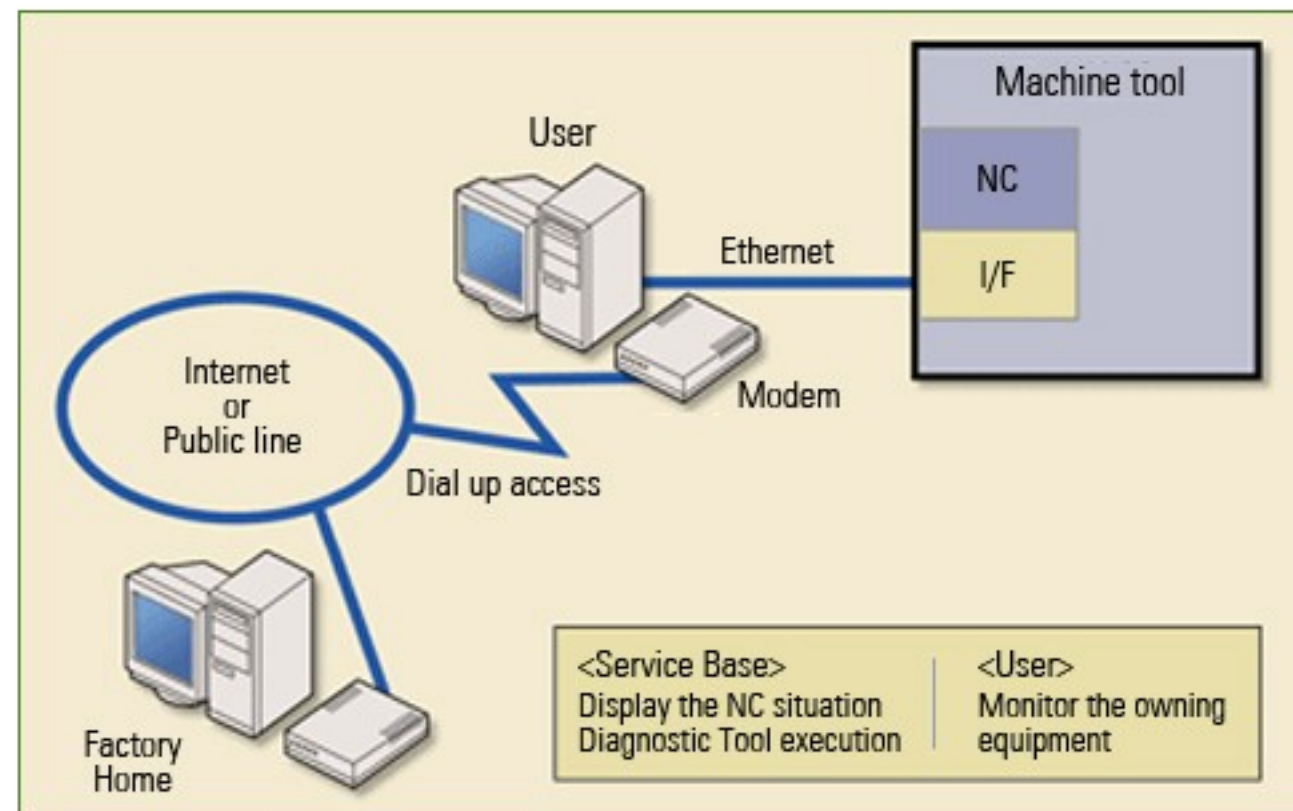 Machine tool
NC
I/F
User
Ethernet
Modem
Internet
or
Public line
Dial up access
Factory
Home
<Service Base>
Display the NC situation
Diagnostic Tool execution
<User>
Monitor the owning
equipment